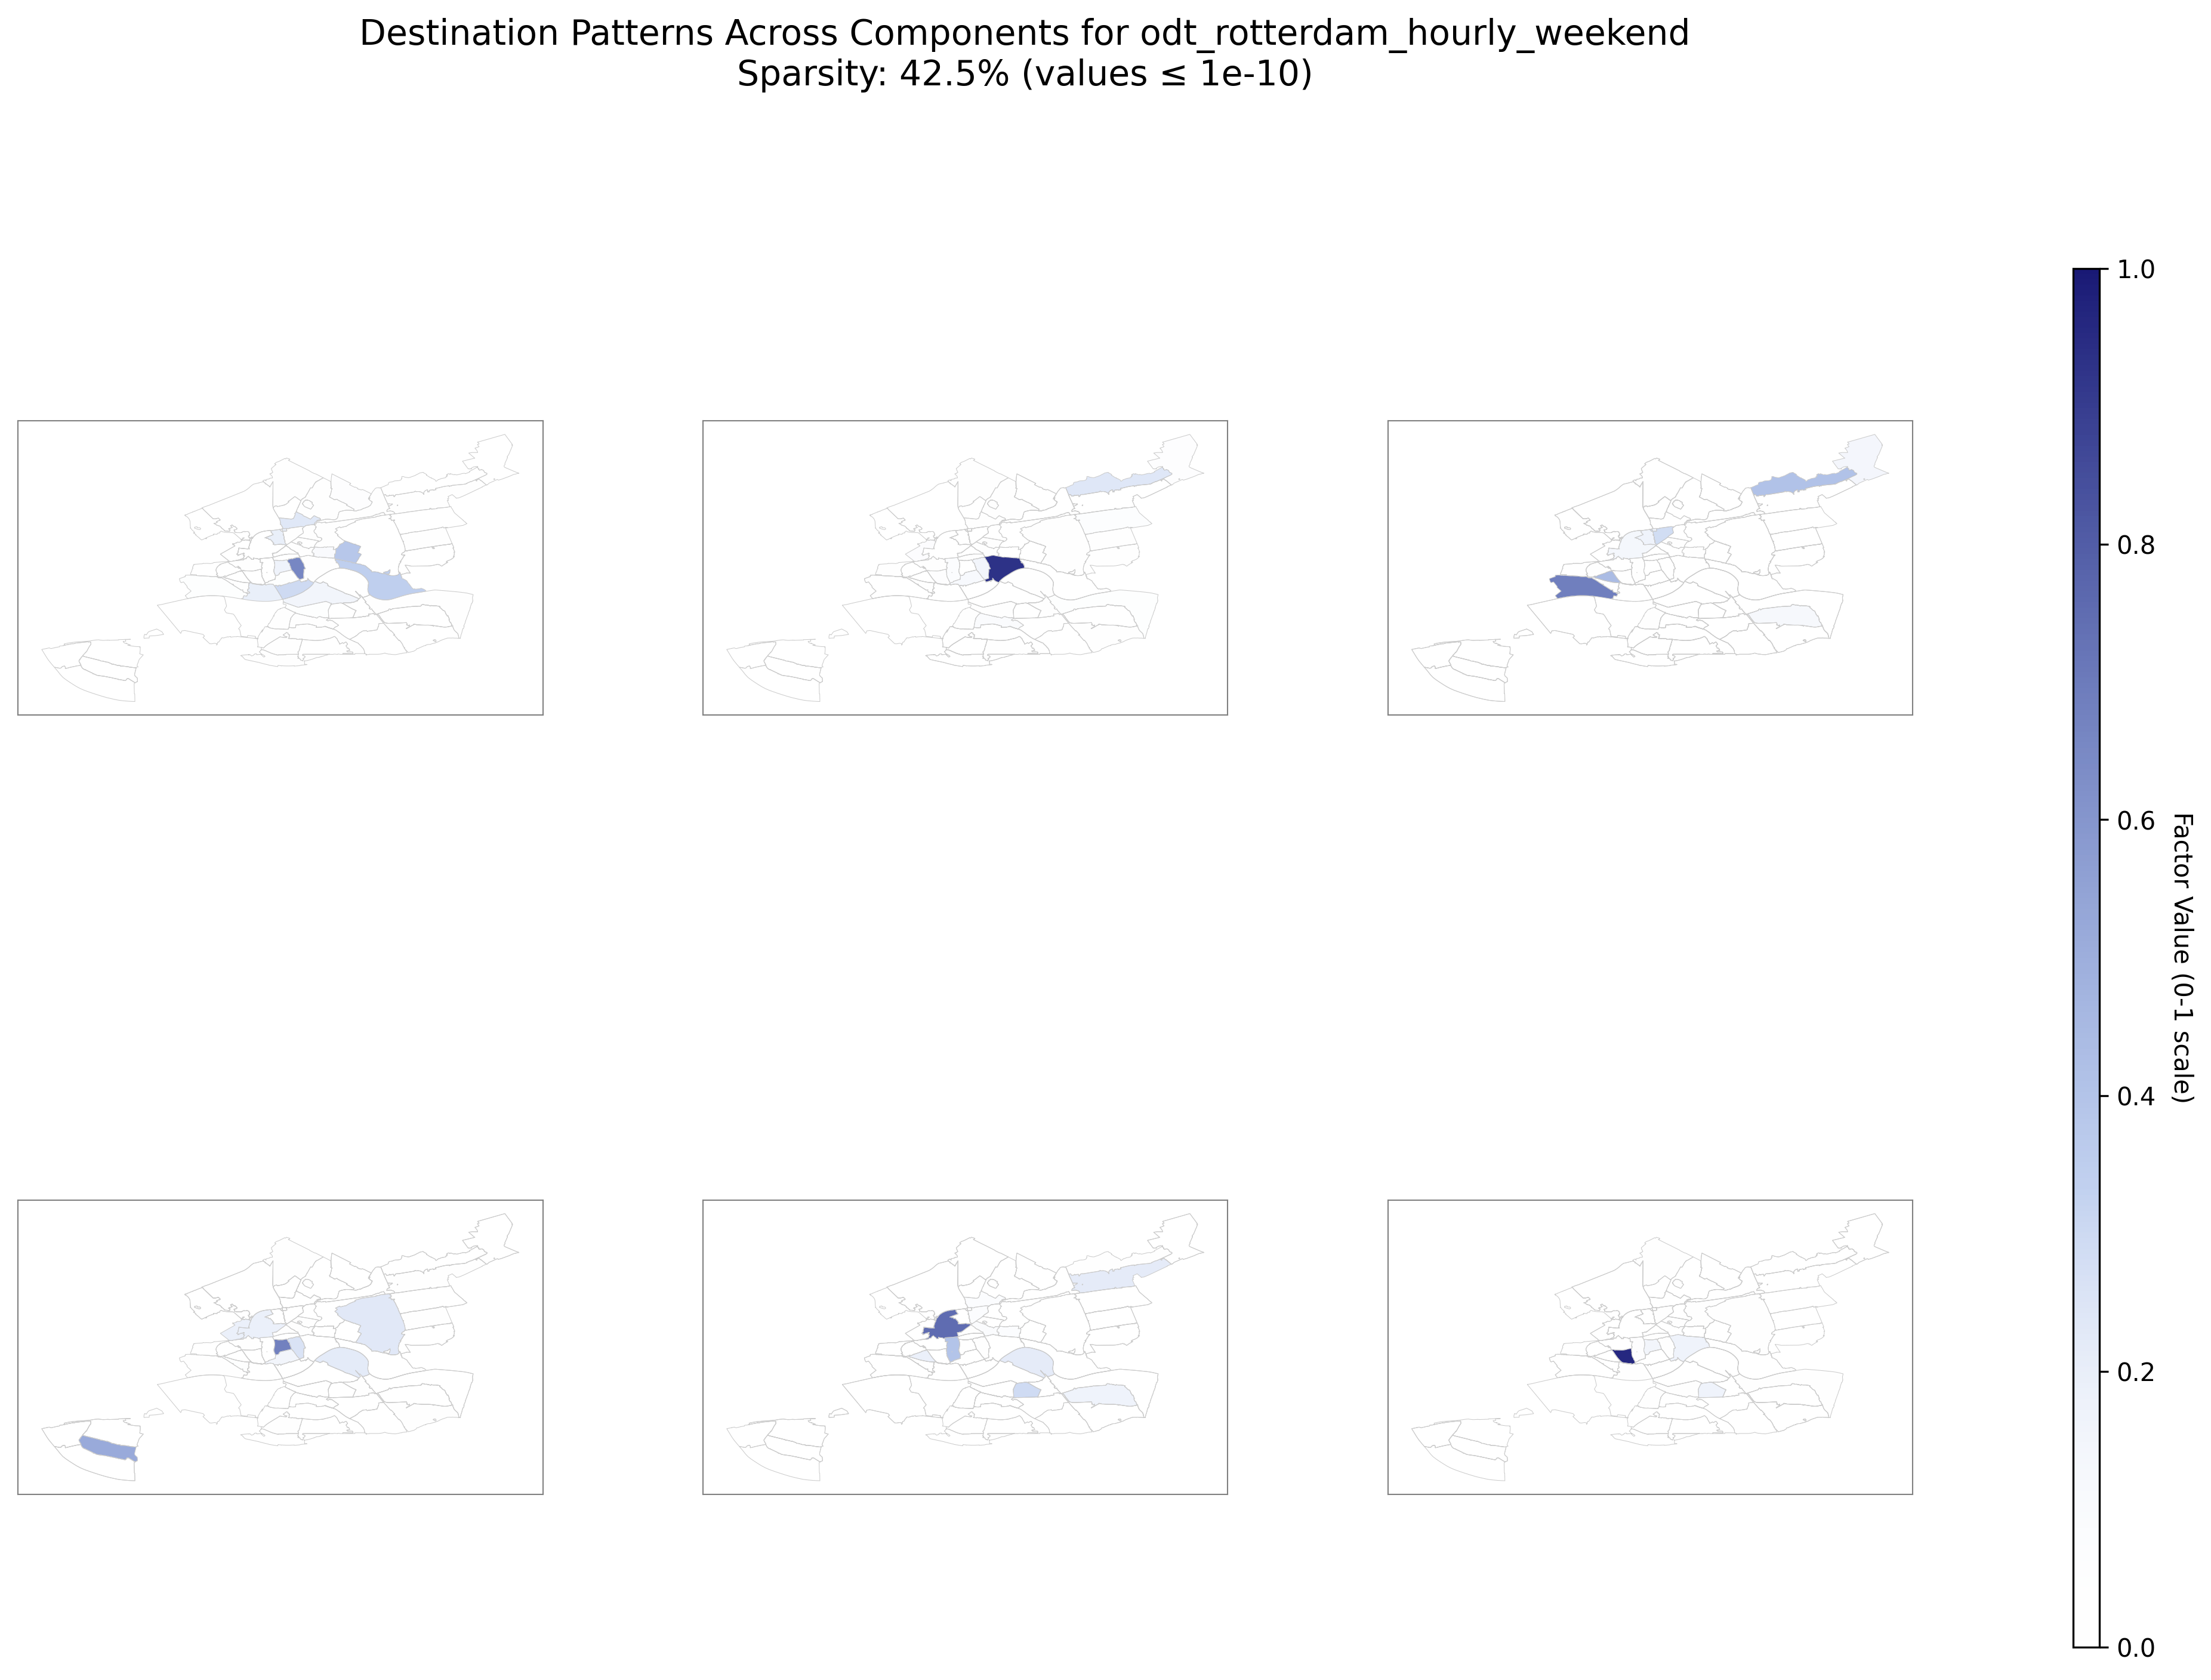 Destination Patterns Across Components for odt_rotterdam_hourly_weekend
Sparsity: 42.5% (values ≤ 1e-10)
1.0
0.8
0.6
0.4
0.2
0.0
Factor Value (0-1 scale)